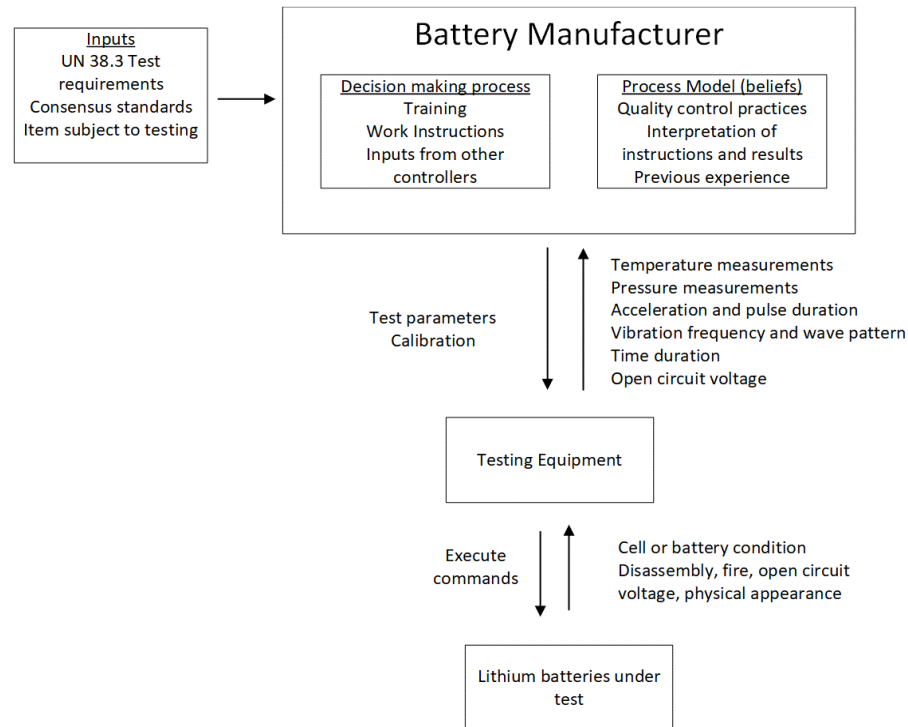 Inputs
UN 38.3 Test
requirements
Consensus standards
Item subject to testing
Battery Manufacturer
Decision making process
Training
Work Instructions
Inputs from other
controllers
Process Model (beliefs)
Quality control practices
Interpretation of
instructions and results
Previous experience
Test parameters
Calibration
Temperature measurements
Pressure measurements
Acceleration and pulse duration
Vibration frequency and wave pattern
Time duration
Open circuit voltage
Testing Equipment
Execute
commands
Cell or battery condition
Disassembly, fire, open circuit
voltage, physical appearance
Lithium batteries under
test